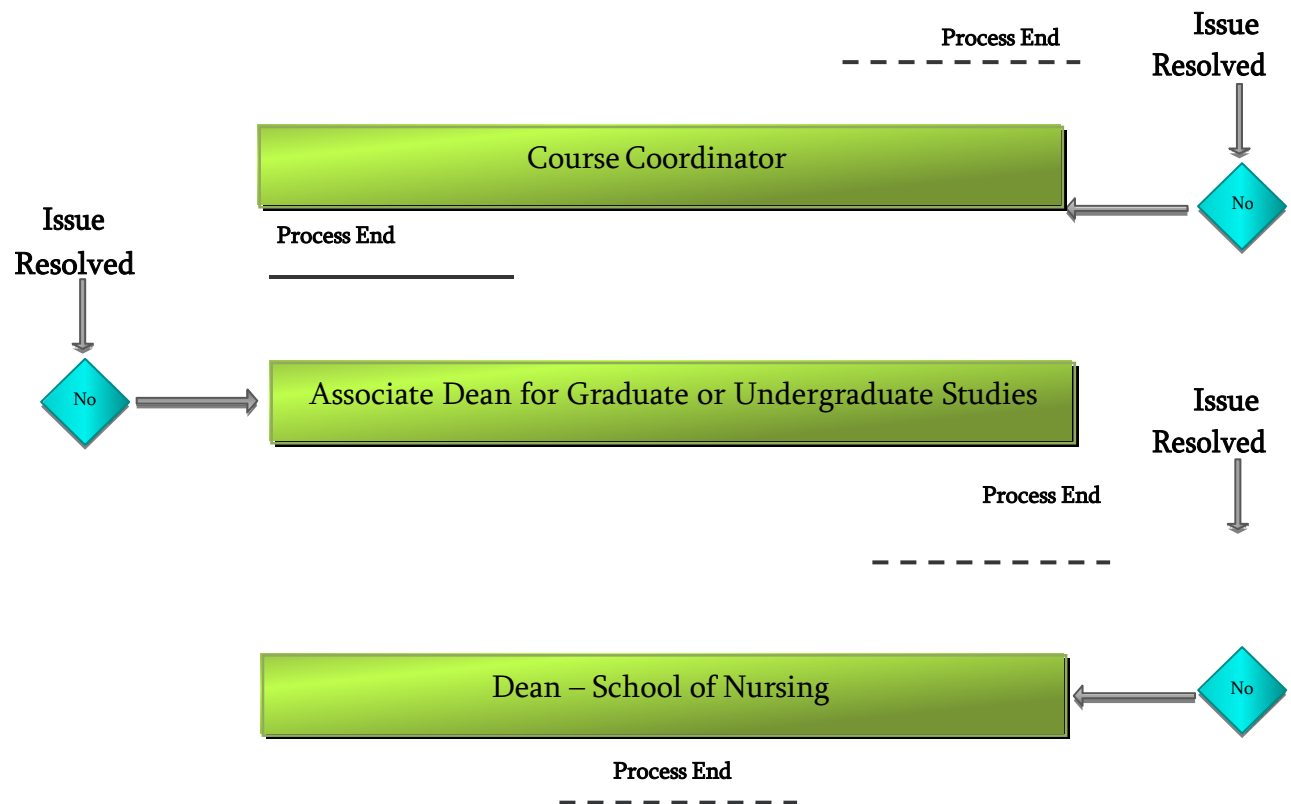 Process End
Issue
Resolved
Course Coordinator
No
Process End
Issue
Resolved
No
Associate Dean for Graduate or Undergraduate Studies
Issue
Resolved
Process End
Dean – School of Nursing
No
Process End